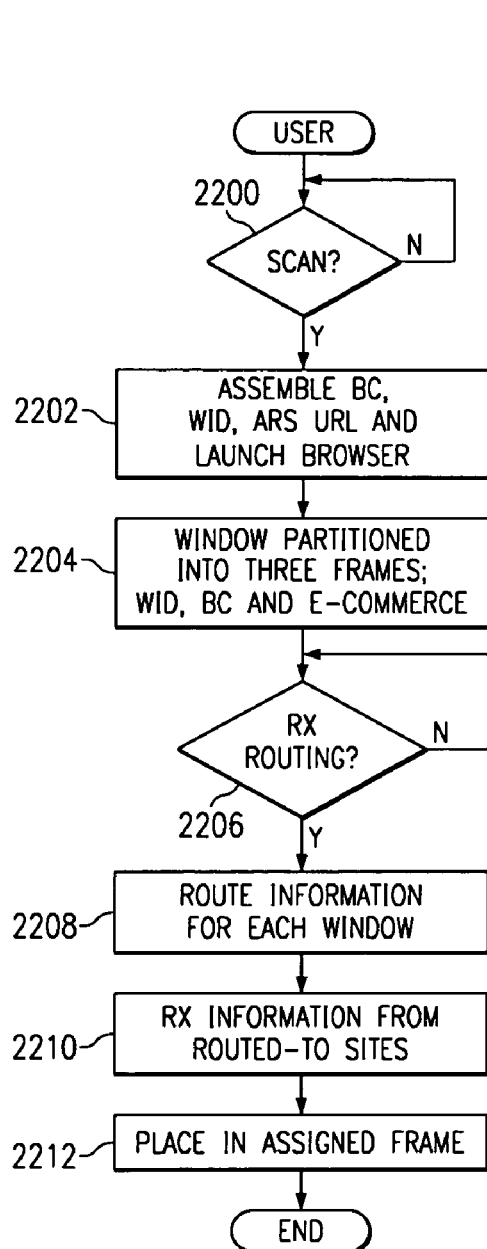 USER
2200
SCAN?
N
Y
2202
ASSEMBLE BC,
WID, ARS URL AND
LAUNCH BROWSER
2204
WINDOW PARTITIONED
INTO THREE FRAMES;
WID, BC AND E-COMMERCE
RX
ROUTING?
N
2206
Y
2208
ROUTE INFORMATION
FOR EACH WINDOW
2210
RX INFORMATION FROM
ROUTED-TO SITES
2212
PLACE IN ASSIGNED FRAME
END